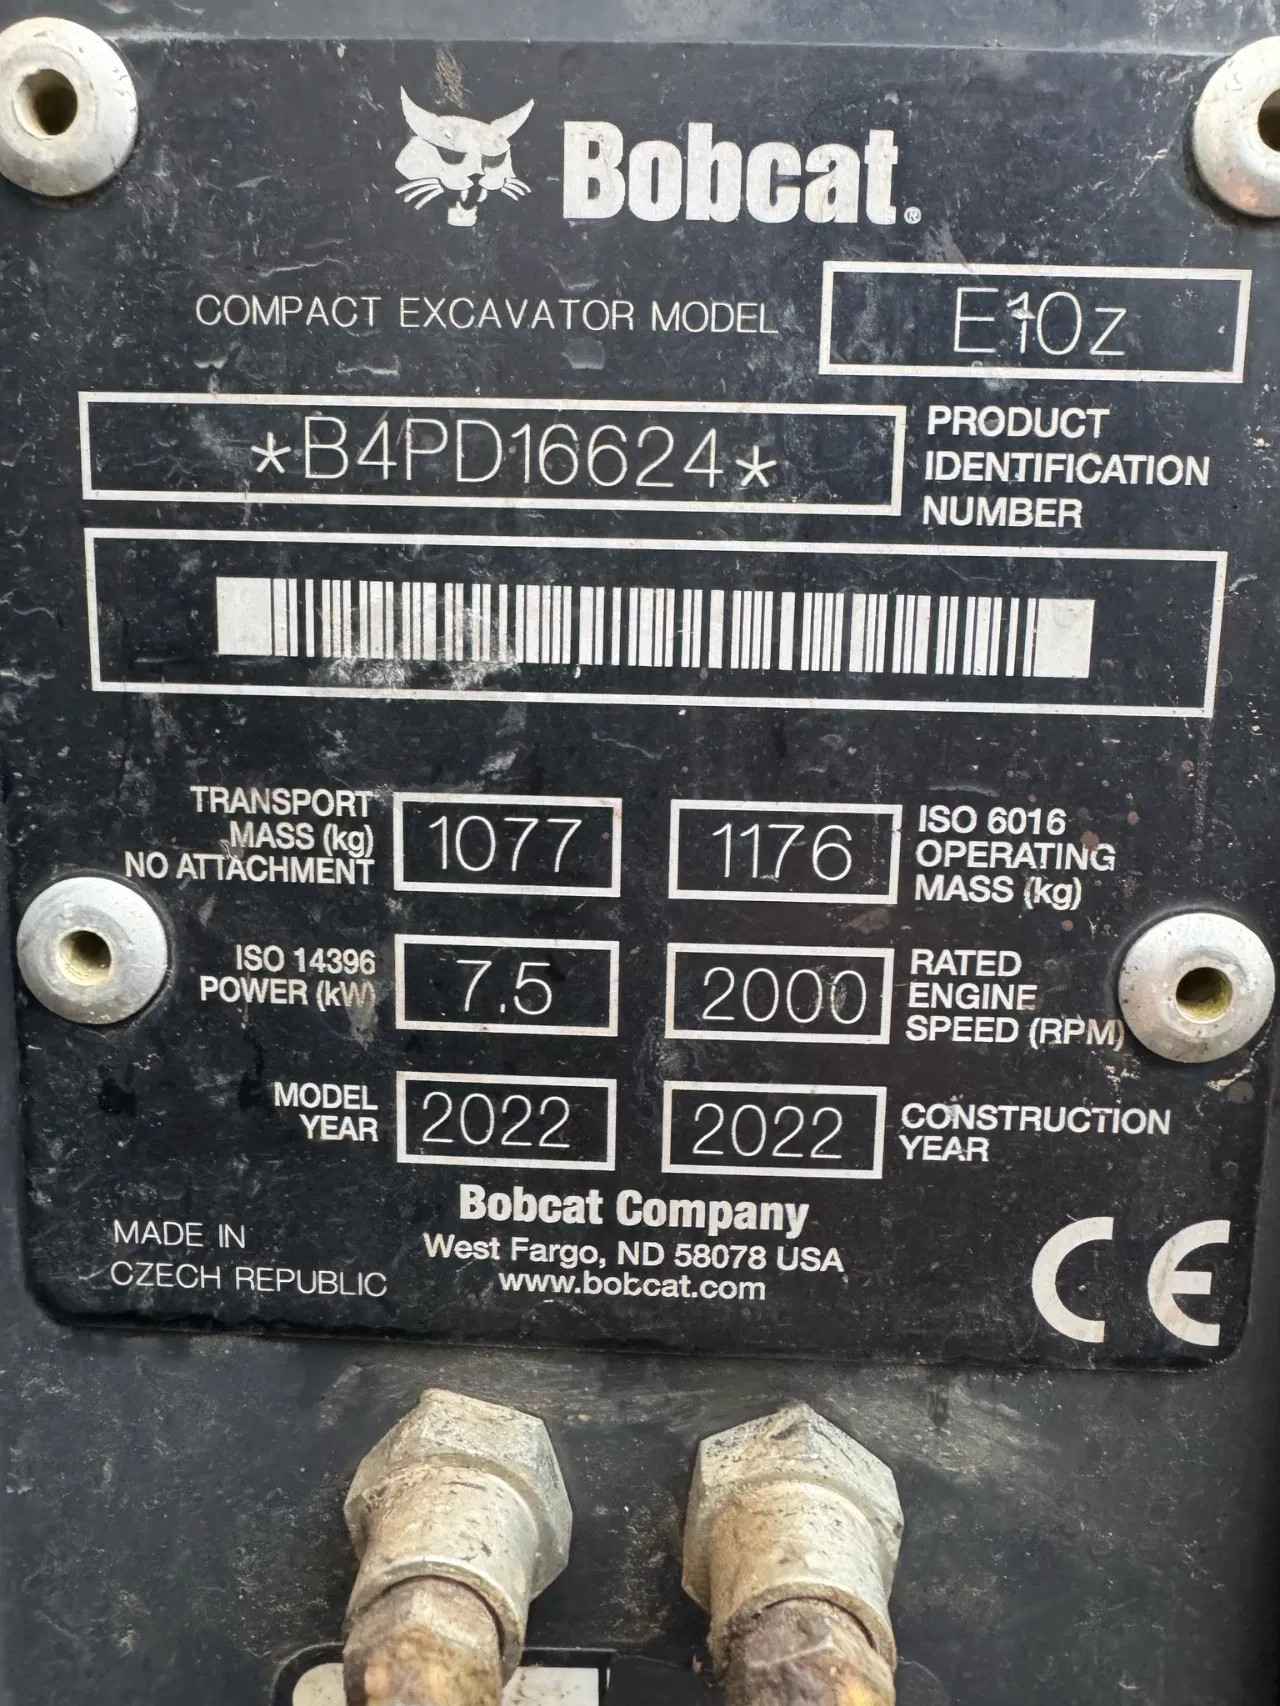 Bobcat®
COMPACT EXCAVATOR MODEL E10z
*B4PD16624* PRODUCT
IDENTIFICATION
NUMBER
TRANSPORT
MASS (kg)
NO ATTACHMENT
1077
1176
ISO 6016
OPERATING
MASS (kg)
ISO 14396
POWER (kW)
7.5
2000
RATED
ENGINE
SPEED (RPM)
MODEL
YEAR
2022
2022
CONSTRUCTION
YEAR
MADE IN
CZECH REPUBLIC
Bobcat Company
West Fargo, ND 58078 USA
www.bobcat.com
CE